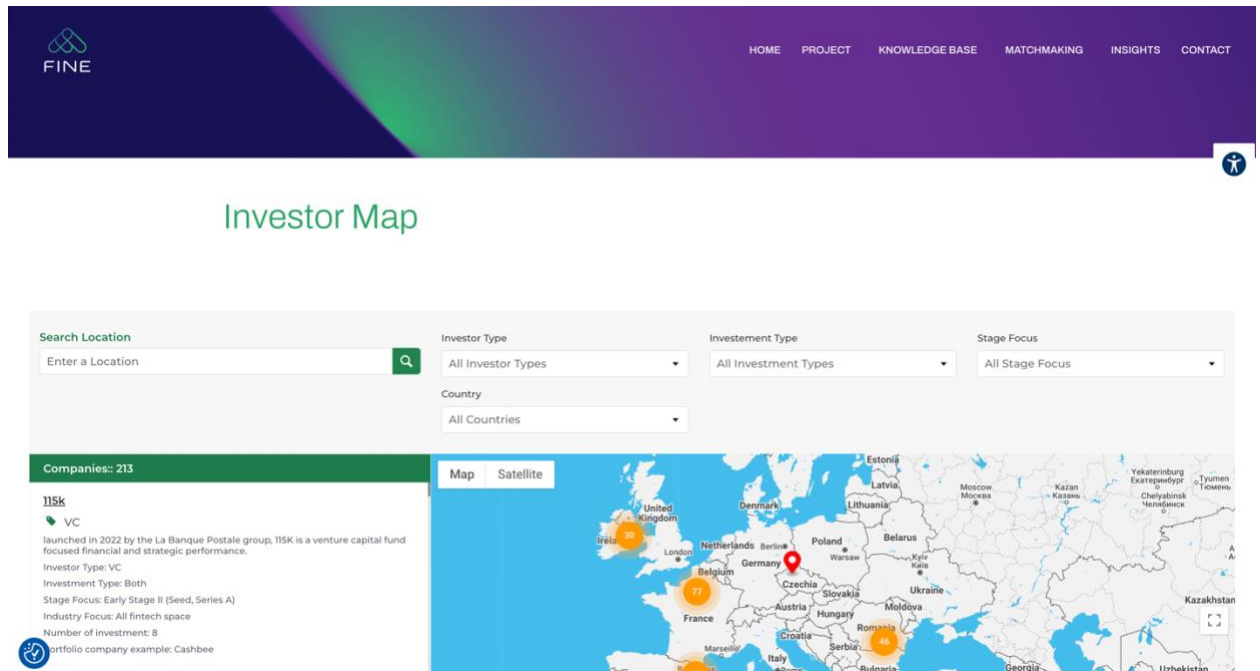 FINE
HOME PROJECT KNOWLEDGE BASE MATCHMAKING INSIGHTS CONTACT
Investor Map
Search Location
Enter a Location
Investor Type
All Investor Types
Investement Type
All Investment Types
Stage Focus
All Stage Focus
Country
All Countries
Companies:: 213
115k
VC
launched in 2022 by the La Banque Postale group, 115K is a venture capital fund
focused financial and strategic performance.
Investor Type: VC
Investment Type: Both
Stage Focus: Early Stage II (Seed, Series A)
Industry Focus: All fintech space
Number of investment: 8
ortfolio company example: Cashbee
Map Satellite
Estonia
Latvia
Lithuania
Denmark
United
Kingdom
30
London
Netherlands
Berlin
Poland
Warsaw
Belarus
Germany
Belgium
Kyiv
Київ
Czechia
Slovakia
Ukraine
77
France
Austria
Hungary
Moldova
Croatia
Romania
46
Serbia
Marseille
Italy
Rome
Bulgaria
Moscow
Москва
Kazan
Казань
Yekaterinburg
Екатеринбург
Chelyabinsk
Челябинск
Tyumen
Тюмень
Kazakhstan
Georgia
Uzbekistan